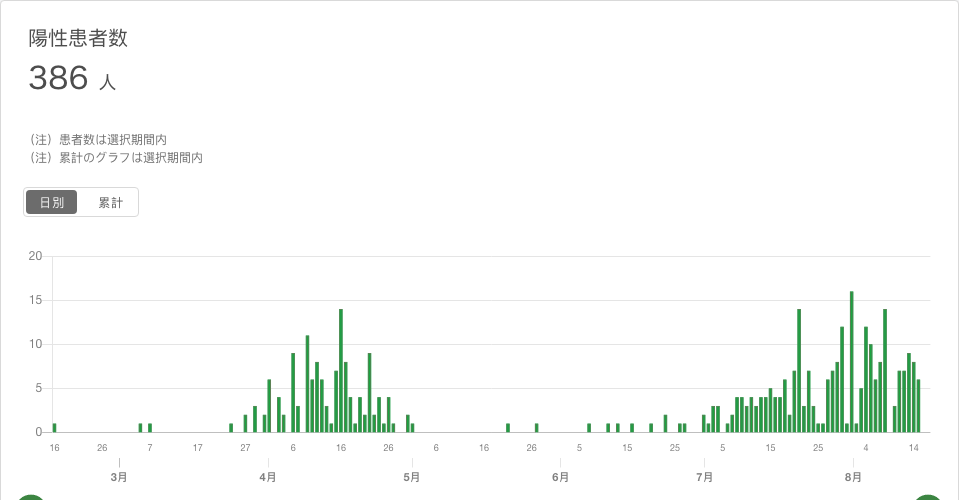 陽性患者数
386 人
（注）患者数は選択期間内
（注）累計のグラフは選択期間内
日別 累計
20
15
10
5
0
16 26 7 17 27 6 16 26 6 16 26 5 15 25 5 15 25 4 14
3月 4月 5月 6月 7月 8月